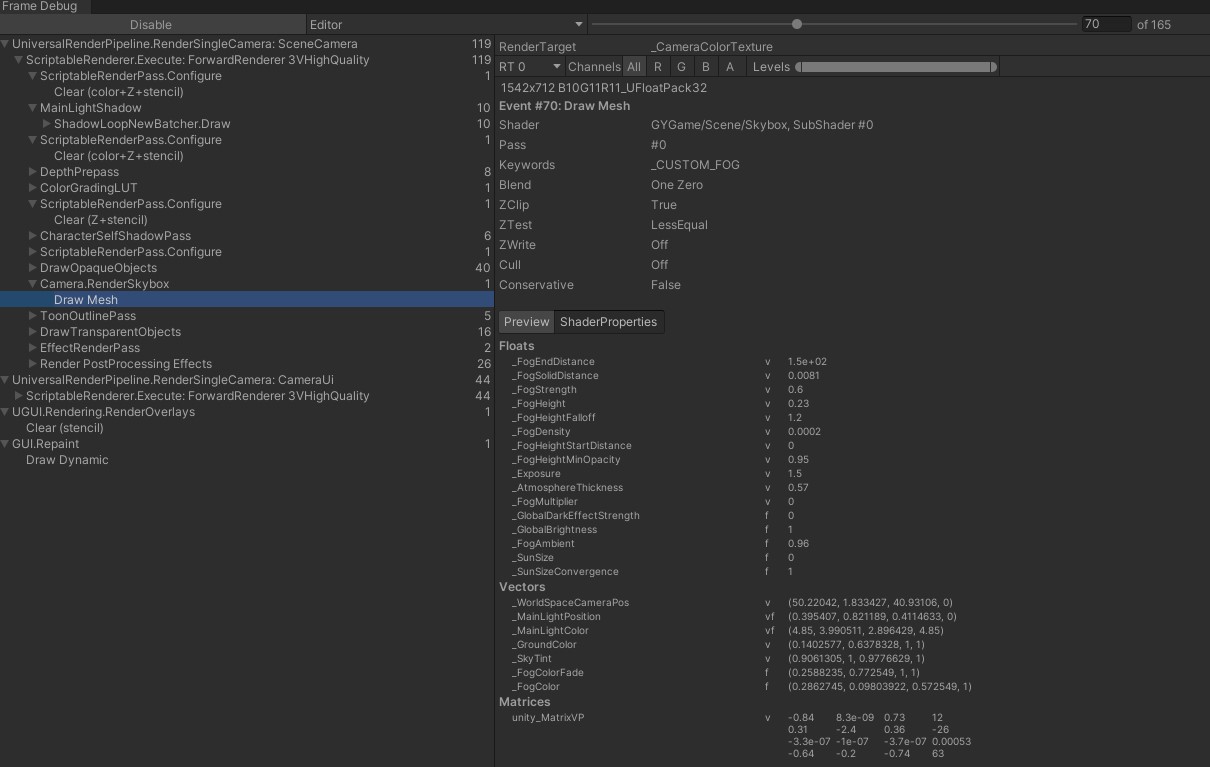 Frame Debug
Disable Editor 70 of 165
UniversalRenderPipeline.RenderSingleCamera: SceneCamera 119
ScriptableRenderer.Execute: ForwardRenderer 3VHighQuality 119
ScriptableRenderPass.Configure 1
Clear (color+Z+stencil)
MainLightShadow 10
ShadowLoopNewBatcher.Draw 10
ScriptableRenderPass.Configure 1
Clear (color+Z+stencil)
DepthPrepass 8
ColorGradingLUT 1
ScriptableRenderPass.Configure 1
Clear (Z+stencil)
CharacterSelfShadowPass 6
ScriptableRenderPass.Configure 1
DrawOpaqueObjects 40
Camera.RenderSkybox 1
Draw Mesh
ToonOutlinePass 5
DrawTransparentObjects 16
EffectRenderPass 2
Render PostProcessing Effects 26
UniversalRenderPipeline.RenderSingleCamera: CameraUi 44
ScriptableRenderer.Execute: ForwardRenderer 3VHighQuality 44
UGUI.Rendering.RenderOverlays 1
Clear (stencil)
GUI.Repaint 1
Draw Dynamic
RenderTarget _CameraColorTexture
RT 0 Channels All R G B A Levels
1542x712 B10G11R11_UFloatPack32
Event #70: Draw Mesh
Shader GYGame/Scene/Skybox, SubShader #0
Pass #0
Keywords _CUSTOM_FOG
Blend One Zero
ZClip True
ZTest LessEqual
ZWrite Off
Cull Off
Conservative False
Preview ShaderProperties
Floats
_FogEndDistance v 1.5e+02
_FogSolidDistance v 0.0081
_FogStrength v 0.6
_FogHeight v 0.23
_FogHeightFalloff v 1.2
_FogDensity v 0.0002
_FogHeightStartDistance v 0
_FogHeightMinOpacity v 0.95
_Exposure v 1.5
_AtmosphereThickness v 0.57
_FogMultiplier v 0
_GlobalDarkEffectStrength f 0
_GlobalBrightness f 1
_FogAmbient f 0.96
_SunSize f 0
_SunSizeConvergence f 1
Vectors
_WorldSpaceCameraPos v (50.22042, 1.833427, 40.93106, 0)
_MainLightPosition vf (0.395407, 0.821189, 0.4114633, 0)
_MainLightColor vf (4.85, 3.990511, 2.896429, 4.85)
_GroundColor v (0.1402577, 0.6378328, 1, 1)
_SkyTint v (0.9061305, 1, 0.9776629, 1)
_FogColorFade f (0.2588235, 0.772549, 1, 1)
_FogColor f (0.2862745, 0.09803922, 0.572549, 1)
Matrices
unity_MatrixVP v -0.84 8.3e-09 0.73 12
0.31 -2.4 0.36 -26
-3.3e-07 -1e-07 -3.7e-07 0.00053
-0.64 -0.2 -0.74 63